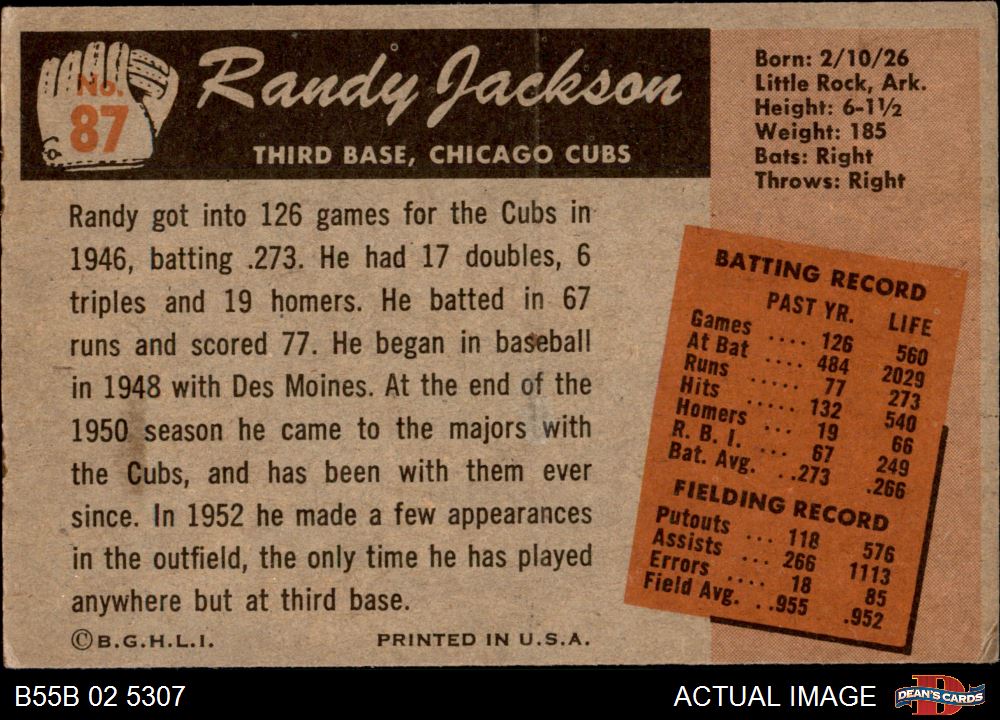 No.
87
Randy Jackson
THIRD BASE, CHICAGO CUBS
Born: 2/10/26
Little Rock, Ark.
Height: 6-1½
Weight: 185
Bats: Right
Throws: Right
Randy got into 126 games for the Cubs in
1946, batting .273. He had 17 doubles, 6
triples and 19 homers. He batted in 67
runs and scored 77. He began in baseball
in 1948 with Des Moines. At the end of the
1950 season he came to the majors with
the Cubs, and has been with them ever
since. In 1952 he made a few appearances
in the outfield, the only time he has played
anywhere but at third base.
©B.G.H.L.I. PRINTED IN U.S.A.
BATTING RECORD
PAST YR. LIFE
Games .... 126 560
At Bat .... 484 2029
Runs ..... 77 273
Hits ..... 132 540
Homers ... 19 66
R. B. I. ... 67 249
Bat. Avg. ..273 .266
FIELDING RECORD
Putouts ... 118 576
Assists ... 266 1113
Errors .... 18 85
Field Avg. ..955 .952
B55B 02 5307
ACTUAL IMAGE
DEAN'S CARDS